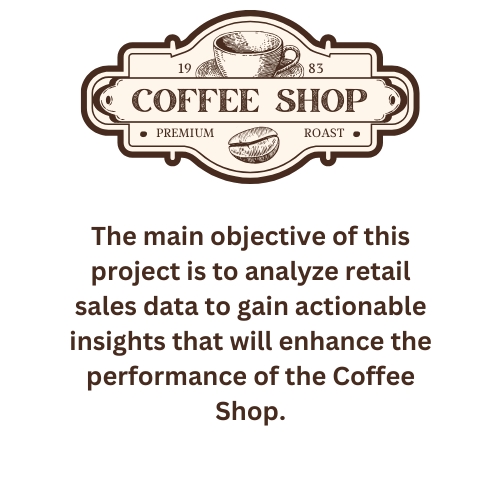 19 83
COFFEE SHOP
PREMIUM ROAST
The main objective of this
project is to analyze retail
sales data to gain actionable
insights that will enhance the
performance of the Coffee
Shop.